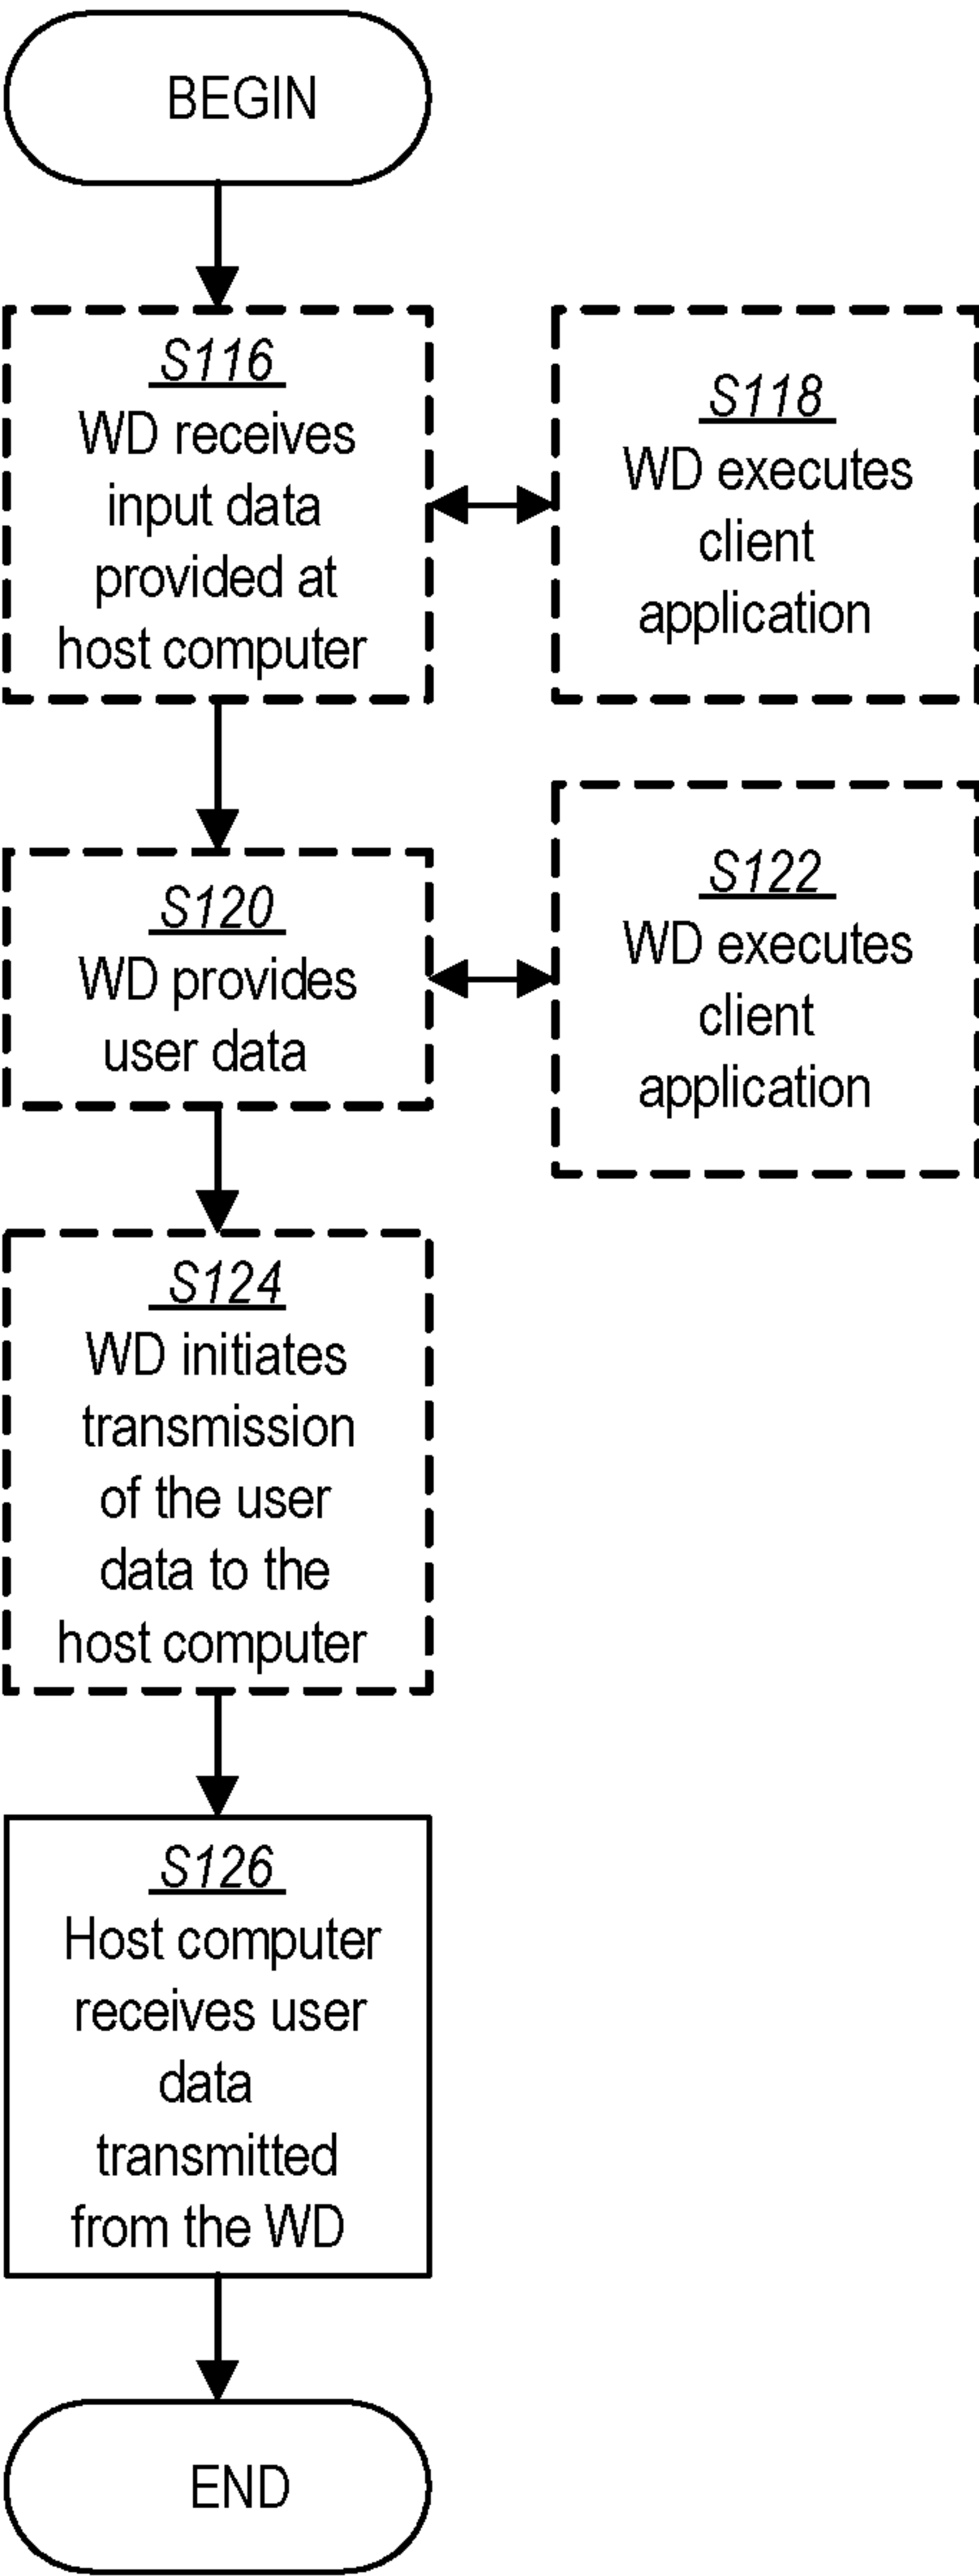 BEGIN
S116
WD receives
input data
provided at
host computer
S118
WD executes
client
application
S120
WD provides
user data
S122
WD executes
client
application
S124
WD initiates
transmission
of the user
data to the
host computer
S126
Host computer
receives user
data
transmitted
from the WD
END